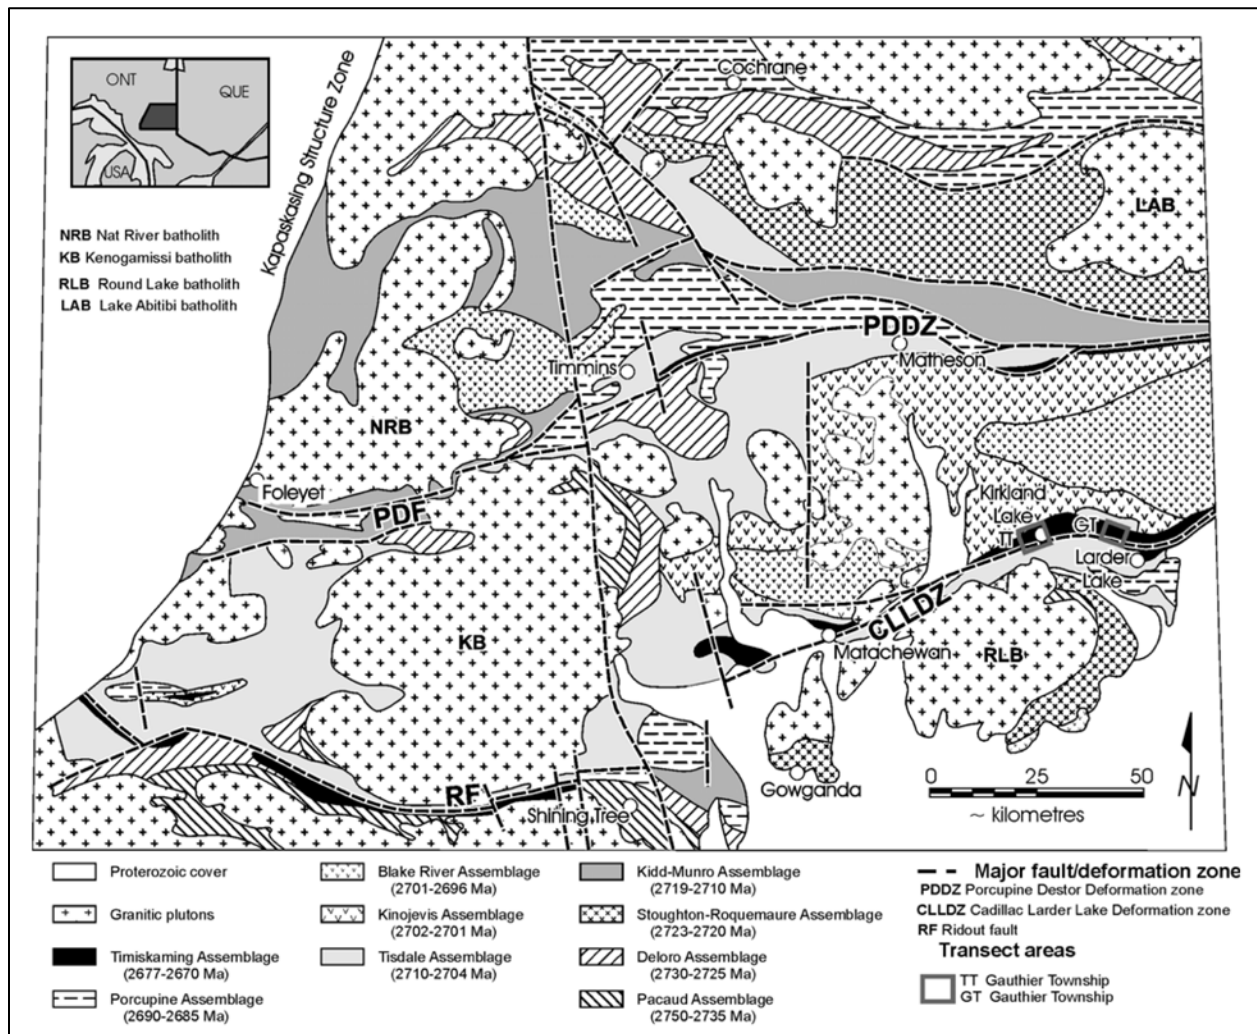 ONT
QUE
USA
Kapaskasing Structure Zone
Cochrane
NRB Nat River batholith
KB Kenogamissi batholith
RLB Round Lake batholith
LAB Lake Abitibi batholith
LAB
PDDZ
Matheson
Timmins
NRB
Foleyet
PDF
Kirkland
Lake
TT
GT
Larder
Lake
CLLDZ
Matachewan
RLB
KB
RF
Shining Tree
Gowganda
0 25 50
~ kilometres
N
Proterozoic cover
Granitic plutons
Timiskaming Assemblage
(2677-2670 Ma)
Porcupine Assemblage
(2690-2685 Ma)
Blake River Assemblage
(2701-2696 Ma)
Kinojevis Assemblage
(2702-2701 Ma)
Tisdale Assemblage
(2710-2704 Ma)
Kidd-Munro Assemblage
(2719-2710 Ma)
Stoughton-Roquemaure Assemblage
(2723-2720 Ma)
Deloro Assemblage
(2730-2725 Ma)
Pacaud Assemblage
(2750-2735 Ma)
Major fault/deformation zone
PDDZ Porcupine Destor Deformation zone
CLLDZ Cadillac Larder Lake Deformation zone
RF Ridout fault
Transect areas
TT Gauthier Township
GT Gauthier Township